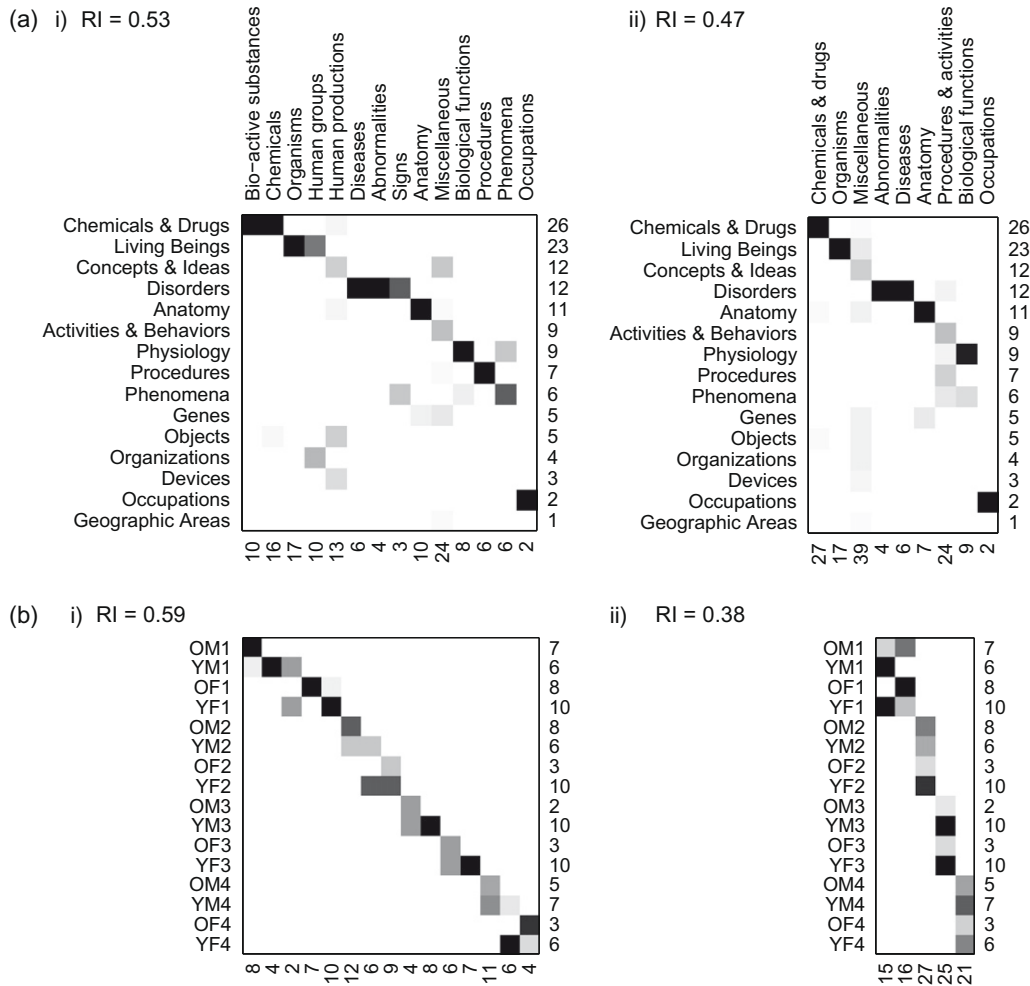 (a) i) RI = 0.53
Bio-active substances
Chemicals
Organisms
Human groups
Human productions
Diseases
Abnormalities
Signs
Anatomy
Miscellaneous
Biological functions
Procedures
Phenomena
Occupations
Chemicals & Drugs 26
Living Beings 23
Concepts & Ideas 12
Disorders 12
Anatomy 11
Activities & Behaviors 9
Physiology 9
Procedures 7
Phenomena 6
Genes 5
Objects 5
Organizations 4
Devices 3
Occupations 2
Geographic Areas 1
10 16 17 10 13 6 4 3 10 24 8 6 6 2
ii) RI = 0.47
Chemicals & drugs
Organisms
Miscellaneous
Abnormalities
Diseases
Anatomy
Procedures & activities
Biological functions
Occupations
Chemicals & Drugs 26
Living Beings 23
Concepts & Ideas 12
Disorders 12
Anatomy 11
Activities & Behaviors 9
Physiology 9
Procedures 7
Phenomena 6
Genes 5
Objects 5
Organizations 4
Devices 3
Occupations 2
Geographic Areas 1
27 17 39 4 6 7 24 9 2
(b) i) RI = 0.59
OM1 7
YM1 6
OF1 8
YF1 10
OM2 8
YM2 6
OF2 3
YF2 10
OM3 2
YM3 10
OF3 3
YF3 10
OM4 5
YM4 7
OF4 3
YF4 6
8 4 2 7 10 12 6 9 4 8 6 7 11 6 4
ii) RI = 0.38
OM1 7
YM1 6
OF1 8
YF1 10
OM2 8
YM2 6
OF2 3
YF2 10
OM3 2
YM3 10
OF3 3
YF3 10
OM4 5
YM4 7
OF4 3
YF4 6
15 16 27 25 21